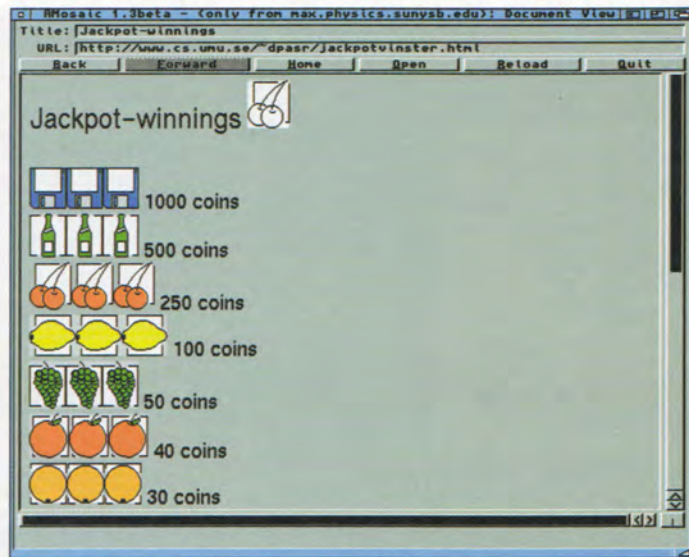 AMosaic 1.3beta - (only from max.physics.sunysb.edu): Document View
Title: Jackpot-winnings
URL: http://www.cs.umu.se/~dpasr/jackpotvinster.html
Back Forward Home Open Reload Quit
Jackpot-winnings
1000 coins
500 coins
250 coins
100 coins
50 coins
40 coins
30 coins